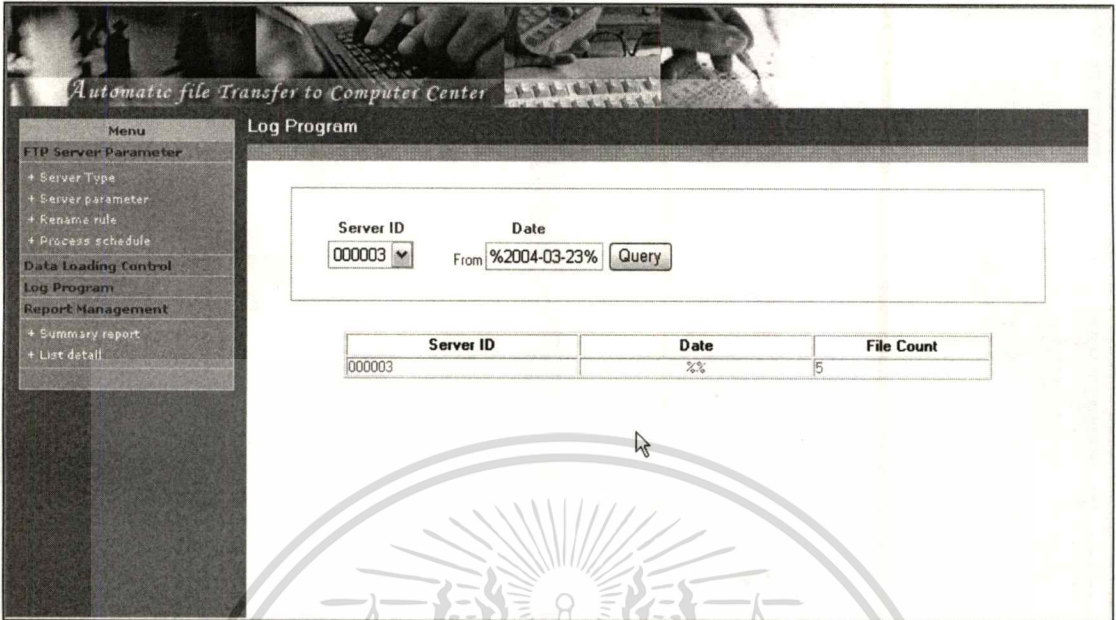 Automatic file Transfer to Computer Center
Menu
FTP Server Parameter
+ Server Type
+ Server parameter
+ Rename rule
+ Process schedule
Data Loading Control
Log Program
Report Management
+ Summary report
+ List detail
Log Program
Server ID Date
000003 From %2004-03-23% Query
Server ID Date File Count
000003 %% 5